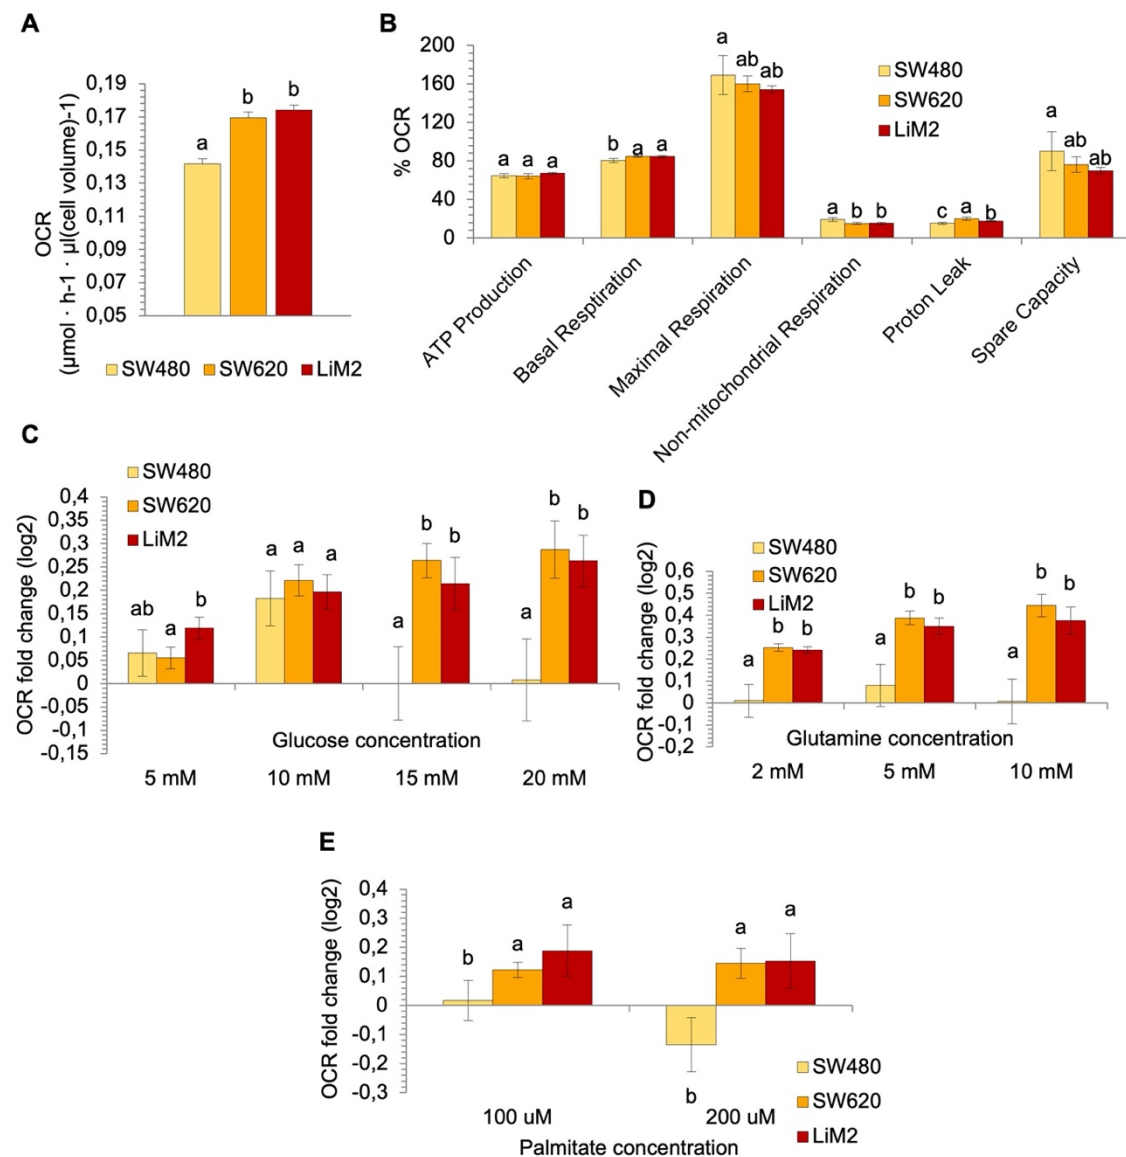 A
OCR
(µmol · h-1 · µl(cell volume)-1)
0,19
0,17
0,15
0,13
0,11
0,09
0,07
0,05
a
b
b
SW480 SW620 LiM2
B
% OCR
200
160
120
80
40
0
a a a
b a a
a ab ab
a b b
c a b
a ab ab
SW480
SW620
LiM2
ATP Production
Basal Resptiration
Maximal Respiration
Non-mitochondrial Respiration
Proton Leak
Spare Capacity
C
SW480
SW620
LiM2
OCR fold change (log2)
0,4
0,35
0,3
0,25
0,2
0,15
0,1
0,05
0
-0,05
-0,1
-0,15
ab a b
a a a
a b b
a b b
Glucose concentration
5 mM 10 mM 15 mM 20 mM
D
SW480
SW620
LiM2
OCR fold change (log2)
0,6
0,5
0,4
0,3
0,2
0,1
0
-0,1
-0,2
a b b
a b b
a b b
Glutamine concentration
2 mM 5 mM 10 mM
E
OCR fold change (log2)
0,4
0,3
0,2
0,1
0
-0,1
-0,2
-0,3
b a a
b a a
SW480
SW620
LiM2
100 uM 200 uM
Palmitate concentration